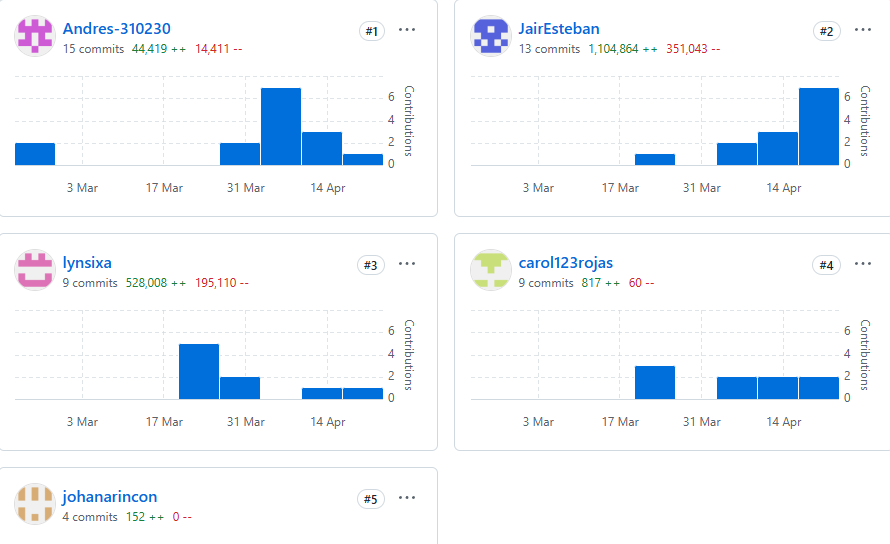 Andres-310230 #1 ...
15 commits 44,419 ++ 14,411 --
6
4
2
0
Contributions
3 Mar 17 Mar 31 Mar 14 Apr
JairEsteban #2 ...
13 commits 1,104,864 ++ 351,043 --
6
4
2
0
Contributions
3 Mar 17 Mar 31 Mar 14 Apr
lynsixa #3 ...
9 commits 528,008 ++ 195,110 --
6
4
2
0
Contributions
3 Mar 17 Mar 31 Mar 14 Apr
carol123rojas #4 ...
9 commits 817 ++ 60 --
6
4
2
0
Contributions
3 Mar 17 Mar 31 Mar 14 Apr
johanarincon #5 ...
4 commits 152 ++ 0 --